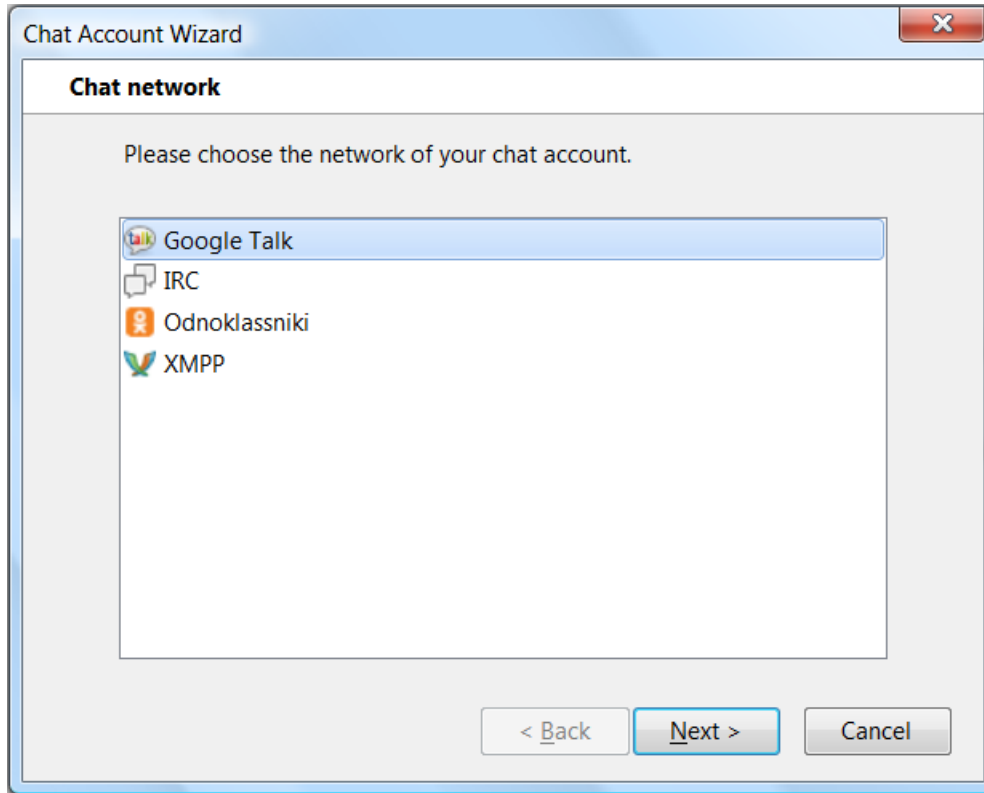 Chat Account Wizard
Chat network
Please choose the network of your chat account.
talk Google Talk
IRC
Odnoklassniki
XMPP
< Back Next > Cancel